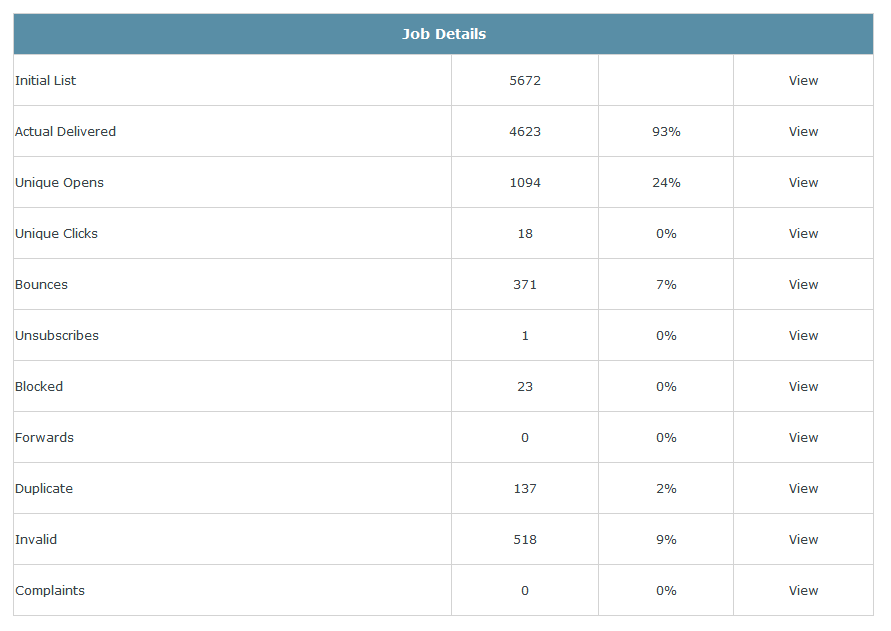 Job Details
Initial List 5672 View
Actual Delivered 4623 93% View
Unique Opens 1094 24% View
Unique Clicks 18 0% View
Bounces 371 7% View
Unsubscribes 1 0% View
Blocked 23 0% View
Forwards 0 0% View
Duplicate 137 2% View
Invalid 518 9% View
Complaints 0 0% View